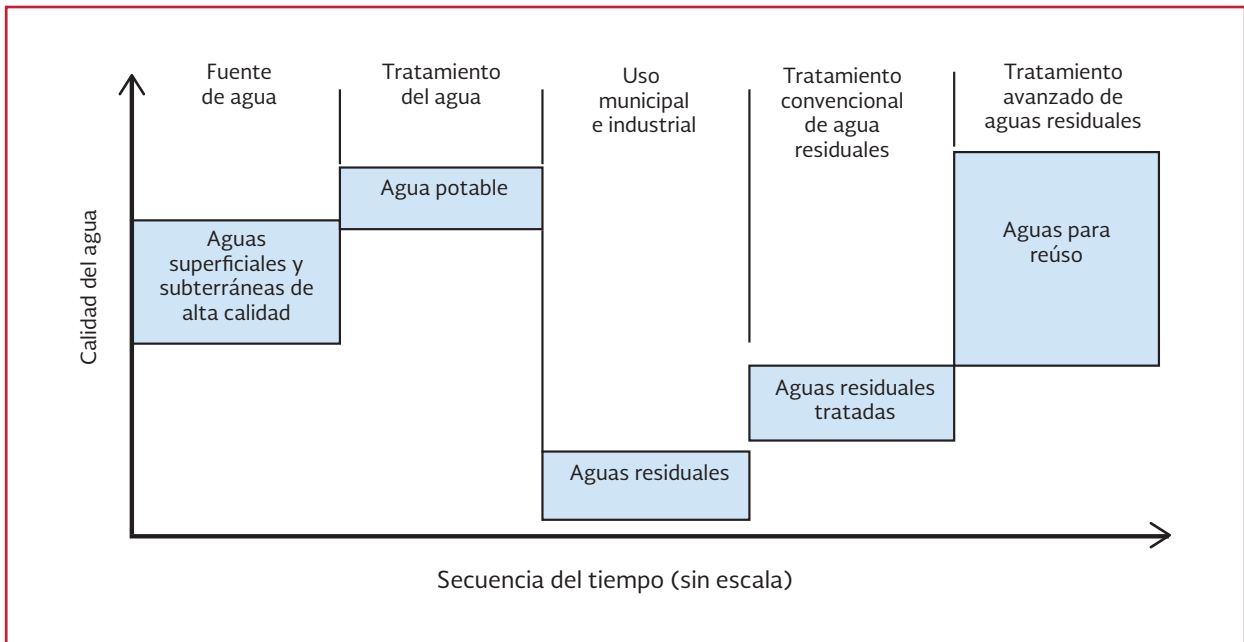 Fuente
de agua
Tratamiento
del agua
Uso
municipal
e industrial
Tratamiento
convencional
de agua
residuales
Tratamiento
avanzado de
aguas residuales
Calidad del agua
Aguas
superficiales y
subterráneas de
alta calidad
Agua potable
Aguas residuales
Aguas residuales
tratadas
Aguas para
reúso
Secuencia del tiempo (sin escala)